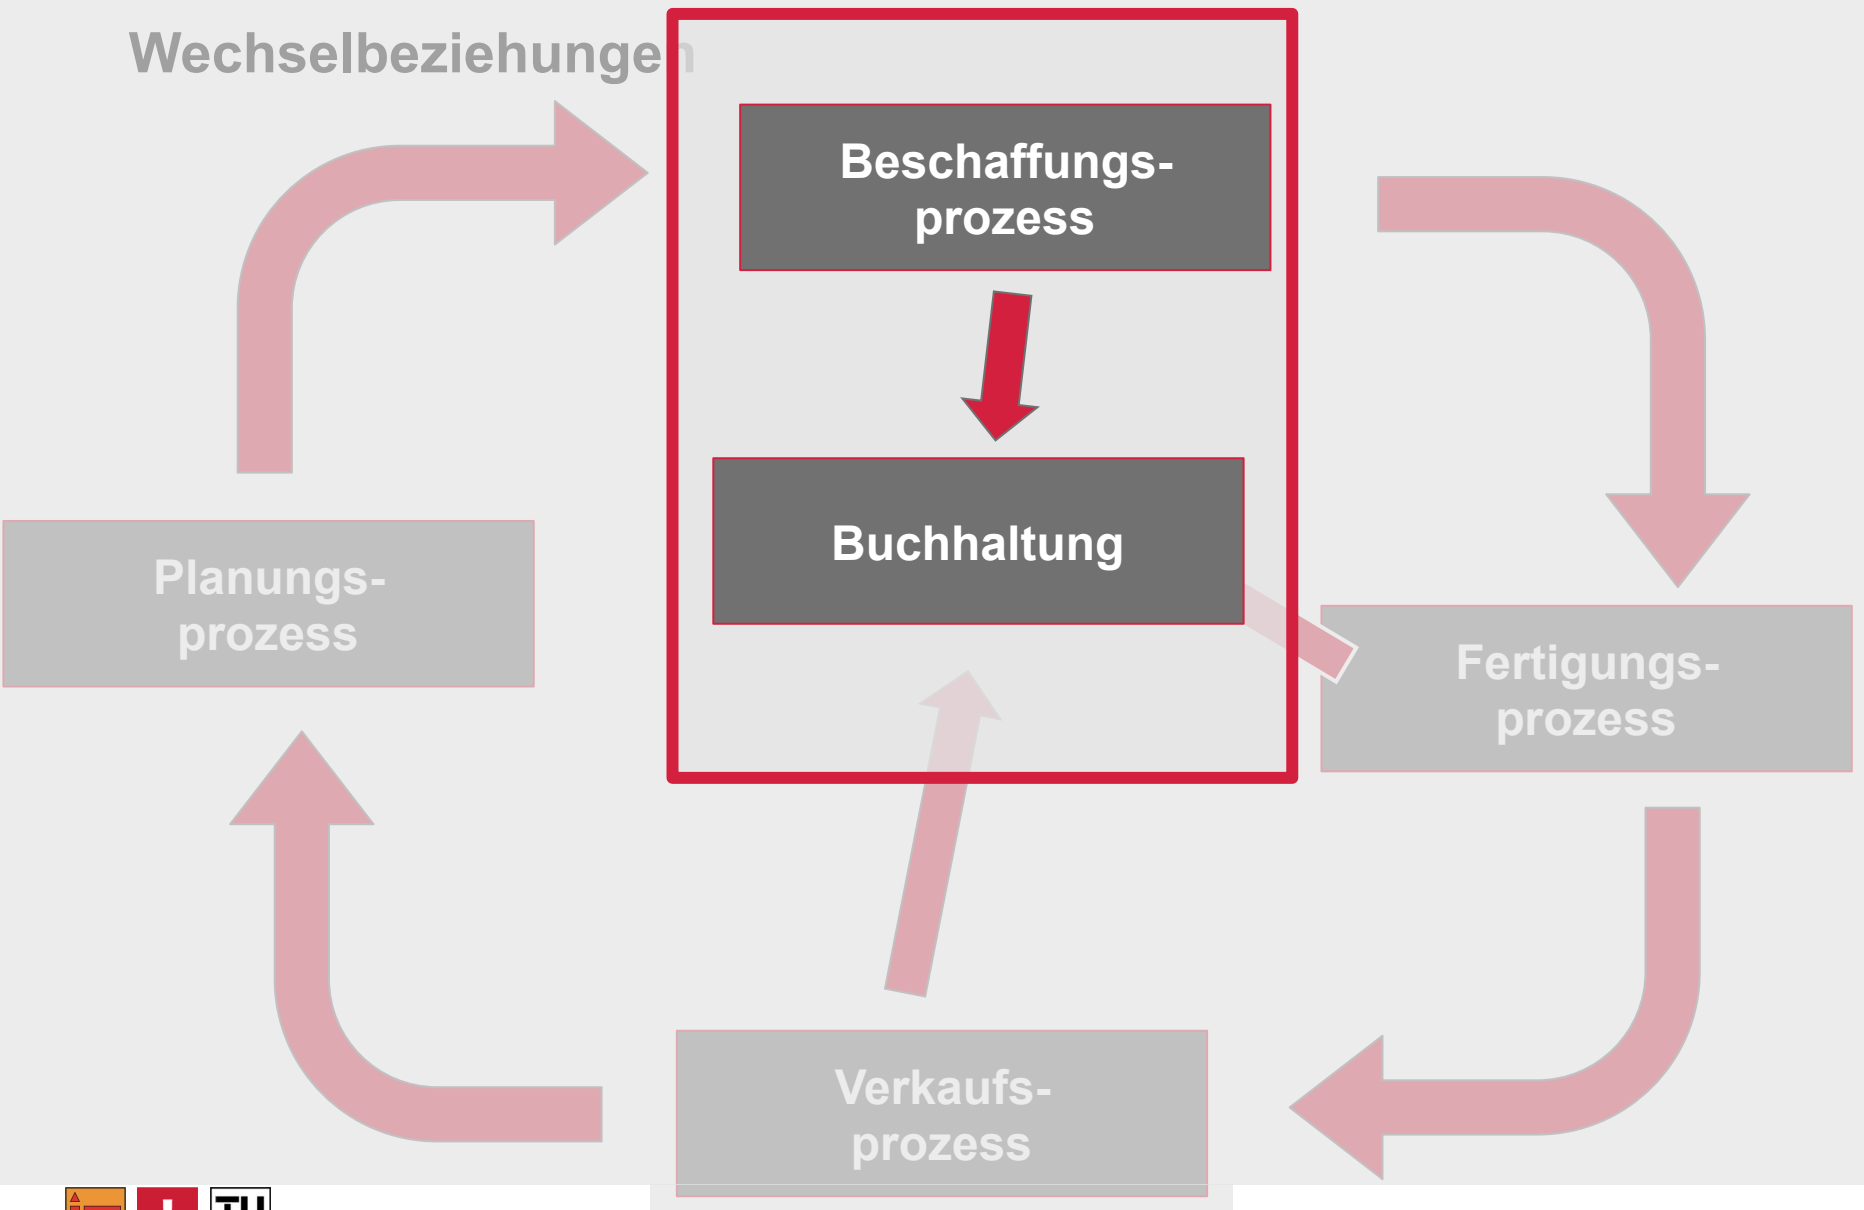 Wechselbeziehungen
Beschaffungs-
prozess
Buchhaltung
Planungs-
prozess
Fertigungs-
prozess
Verkaufs-
prozess